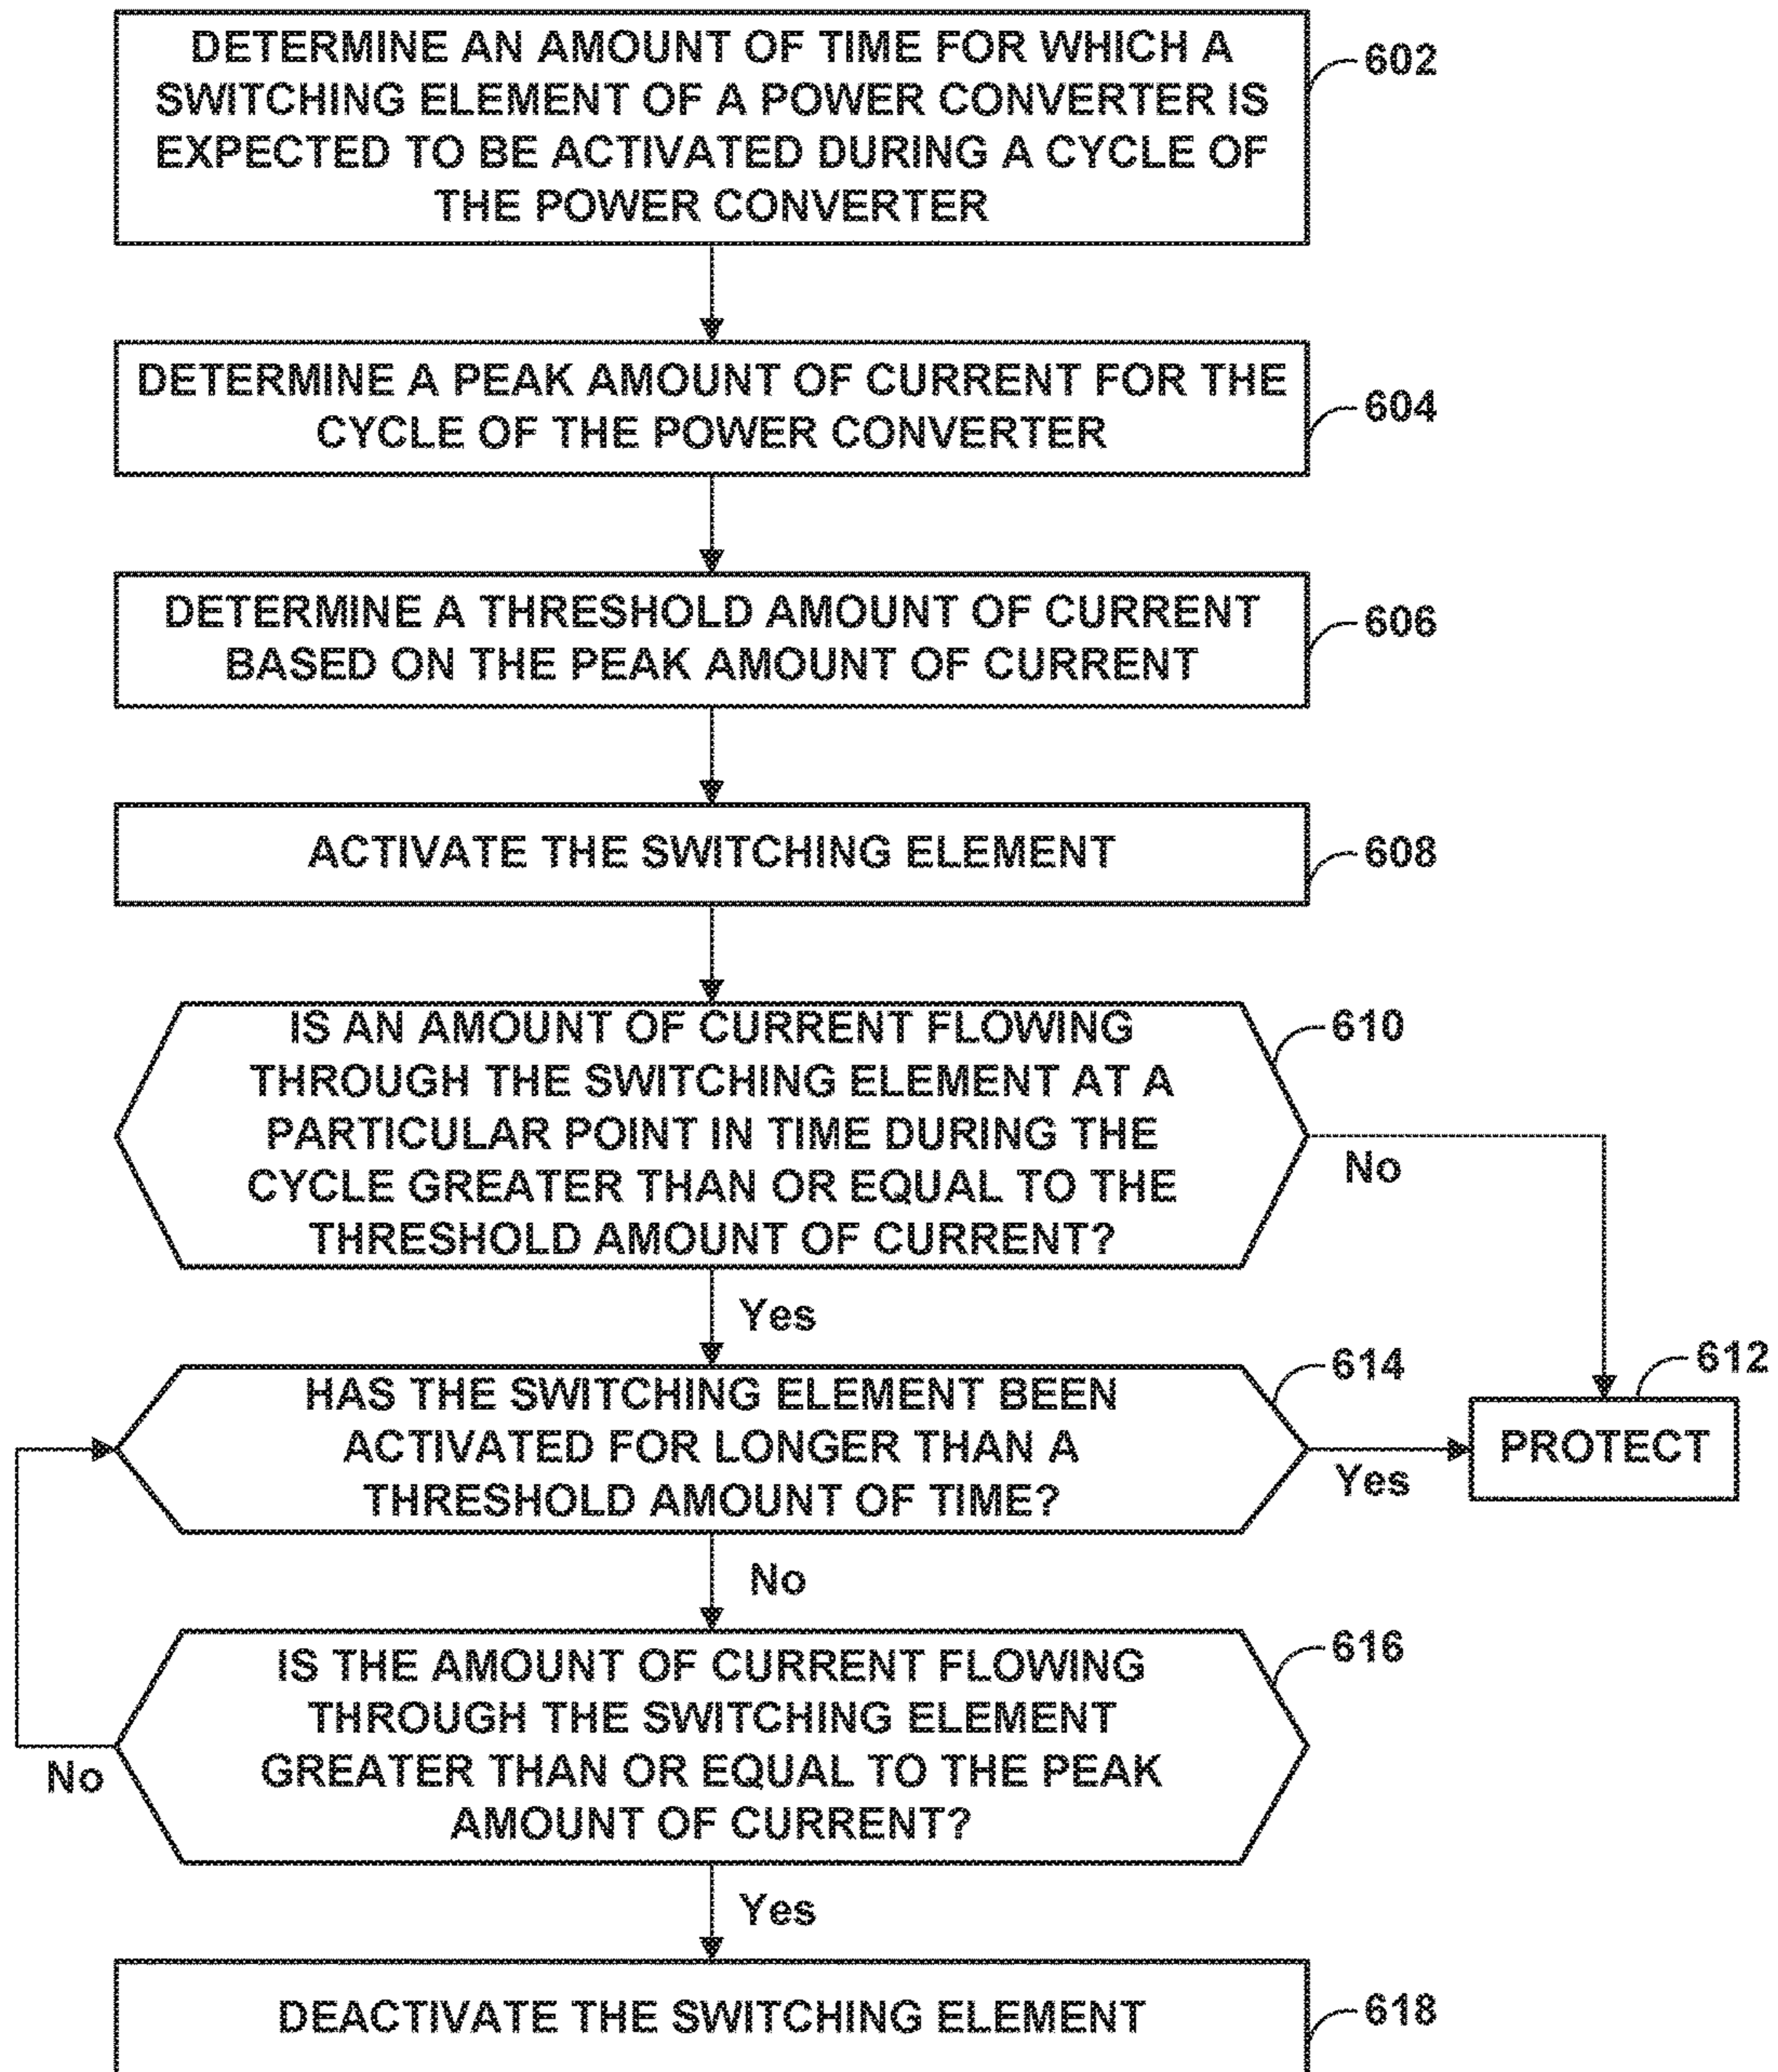 DETERMINE AN AMOUNT OF TIME FOR WHICH A
SWITCHING ELEMENT OF A POWER CONVERTER IS
EXPECTED TO BE ACTIVATED DURING A CYCLE OF
THE POWER CONVERTER
602
DETERMINE A PEAK AMOUNT OF CURRENT FOR THE
CYCLE OF THE POWER CONVERTER
604
DETERMINE A THRESHOLD AMOUNT OF CURRENT
BASED ON THE PEAK AMOUNT OF CURRENT
606
ACTIVATE THE SWITCHING ELEMENT
608
IS AN AMOUNT OF CURRENT FLOWING
THROUGH THE SWITCHING ELEMENT AT A
PARTICULAR POINT IN TIME DURING THE
CYCLE GREATER THAN OR EQUAL TO THE
THRESHOLD AMOUNT OF CURRENT?
610
No
Yes
HAS THE SWITCHING ELEMENT BEEN
ACTIVATED FOR LONGER THAN A
THRESHOLD AMOUNT OF TIME?
614
Yes
612
PROTECT
No
IS THE AMOUNT OF CURRENT FLOWING
THROUGH THE SWITCHING ELEMENT
GREATER THAN OR EQUAL TO THE PEAK
AMOUNT OF CURRENT?
616
No
Yes
DEACTIVATE THE SWITCHING ELEMENT
618